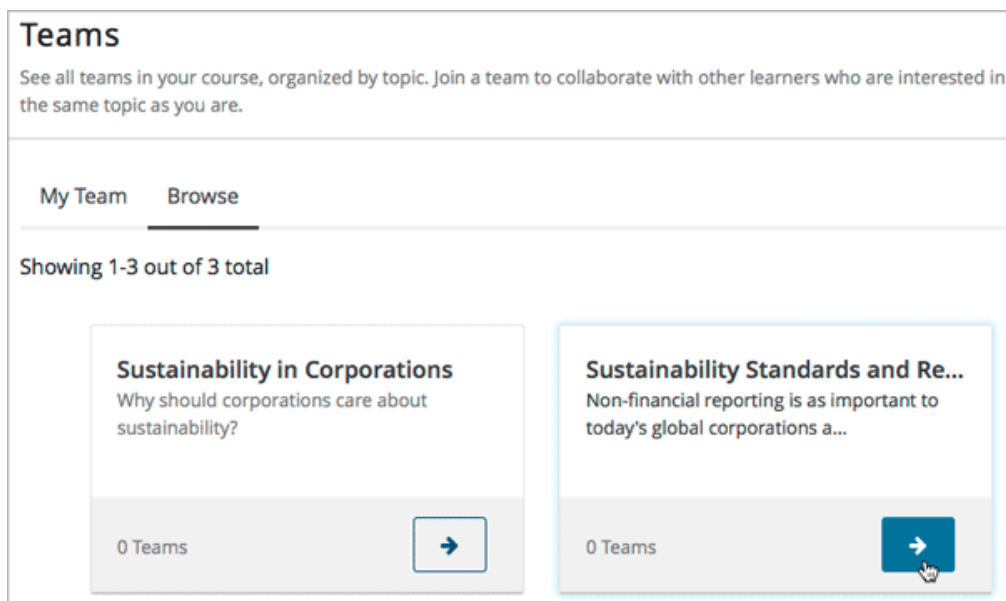 Teams
See all teams in your course, organized by topic. Join a team to collaborate with other learners who are interested in
the same topic as you are.
My Team Browse
Showing 1-3 out of 3 total
Sustainability in Corporations
Why should corporations care about
sustainability?
0 Teams
Sustainability Standards and Re...
Non-financial reporting is as important to
today's global corporations a...
0 Teams